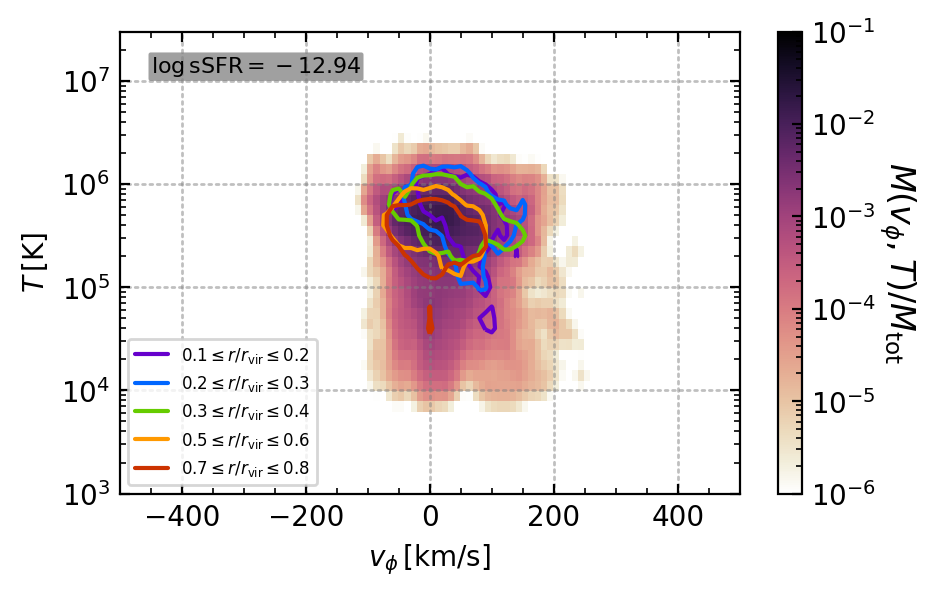 log sSFR = −12.94
10⁷
10⁶
10⁵
10⁴
10³
T [K]
−400
−200
0
200
400
v_ϕ [km/s]
0.1 ≤ r/r_vir ≤ 0.2
0.2 ≤ r/r_vir ≤ 0.3
0.3 ≤ r/r_vir ≤ 0.4
0.5 ≤ r/r_vir ≤ 0.6
0.7 ≤ r/r_vir ≤ 0.8
10⁻¹
10⁻²
10⁻³
10⁻⁴
10⁻⁵
10⁻⁶
M(v_ϕ, T)/M_tot